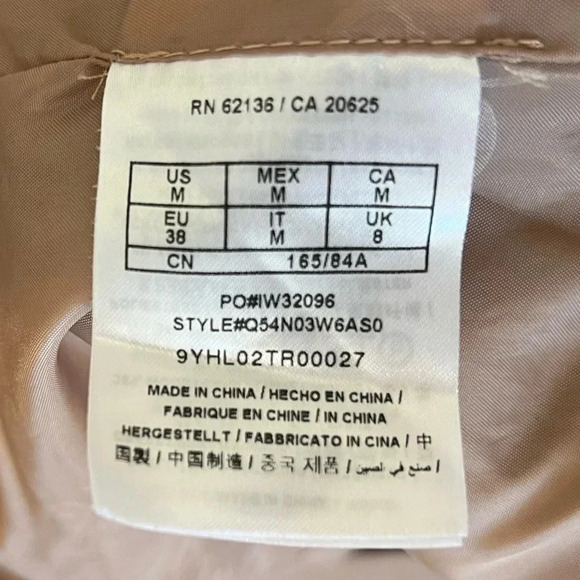 RN 62136 / CA 20625
US MEX CA
M M M
EU IT UK
38 M 8
CN 165/84A
PO#IW32096
STYLE#Q54N03W6AS0
9YHL02TR00027
MADE IN CHINA / HECHO EN CHINA /
FABRIQUE EN CHINE / IN CHINA
HERGESTELLT / FABBRICATO IN CINA / 中
国製 / 中国制造 / 중국 제품 / صنع في الصين /